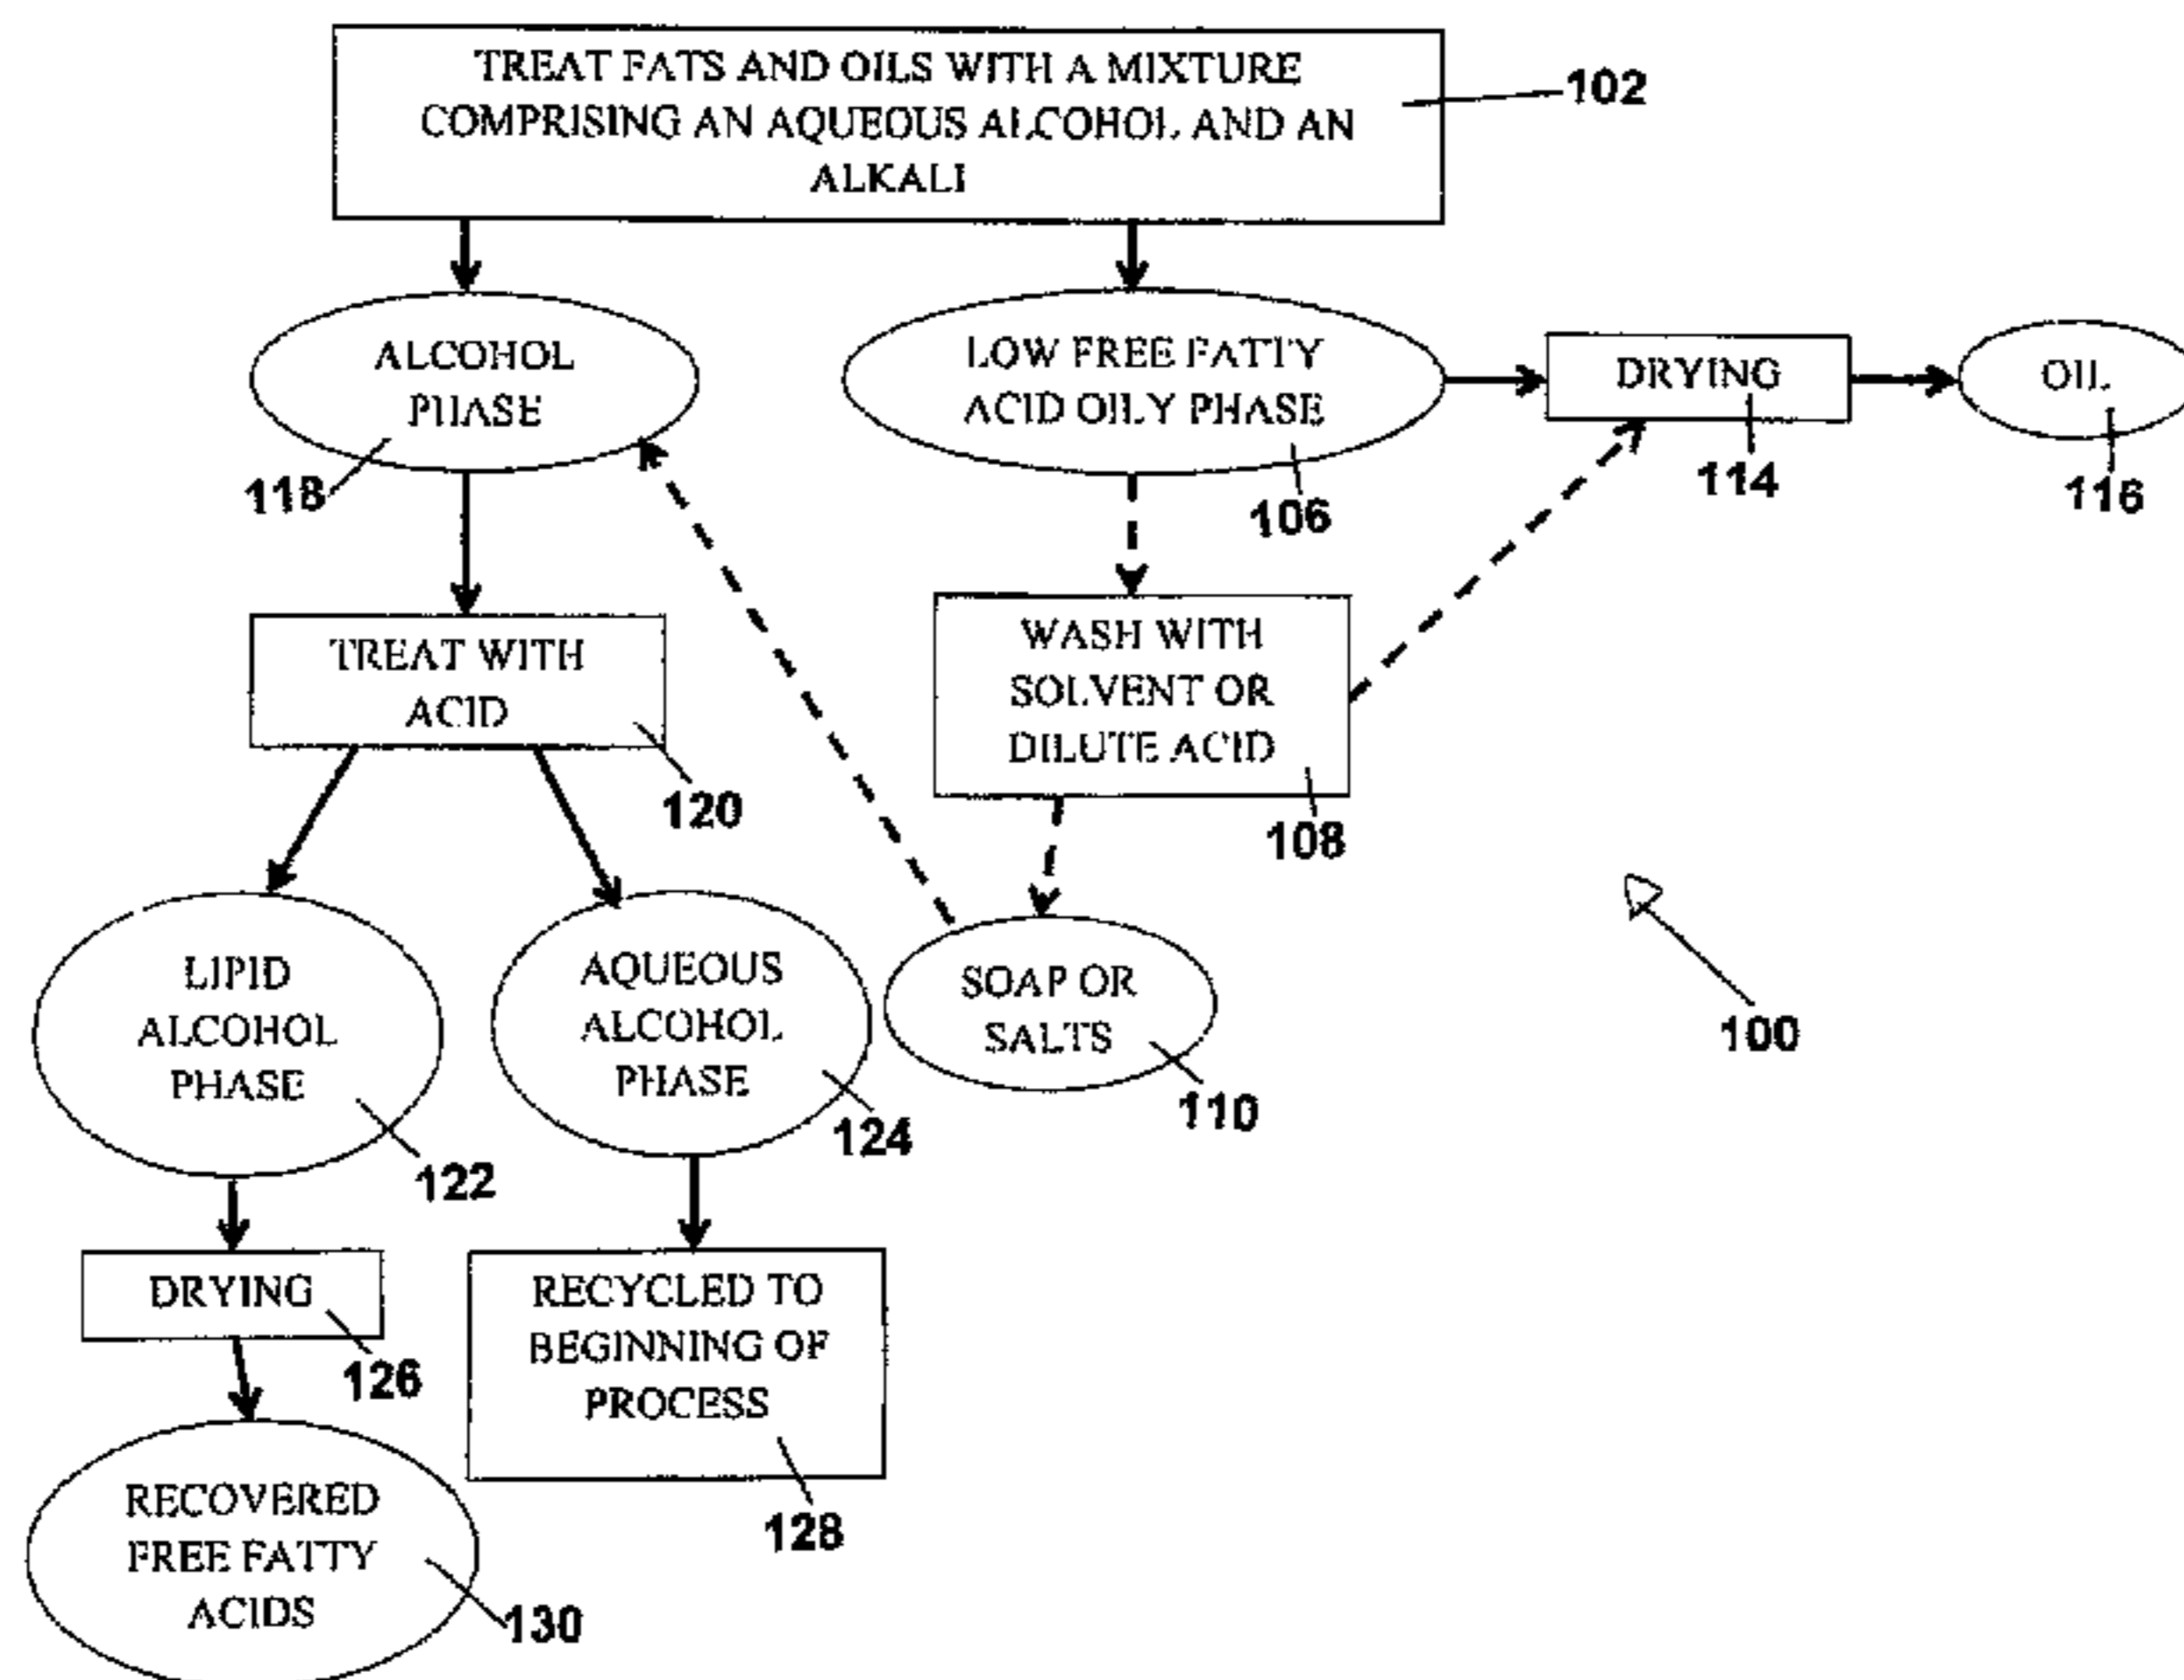 TREAT FATS AND OILS WITH A MIXTURE
COMPRISING AN AQUEOUS ALCOHOL AND AN
ALKALI
102
ALCOHOL
PHASE
118
LOW FREE FATTY
ACID OILY PHASE
106
DRYING
114
OIL
116
TREAT WITH
ACID
120
WASH WITH
SOLVENT OR
DILUTE ACID
108
LIPID
ALCOHOL
PHASE
122
AQUEOUS
ALCOHOL
PHASE
124
SOAP OR
SALTS
110
100
DRYING
126
RECYCLED TO
BEGINNING OF
PROCESS
128
RECOVERED
FREE FATTY
ACIDS
130